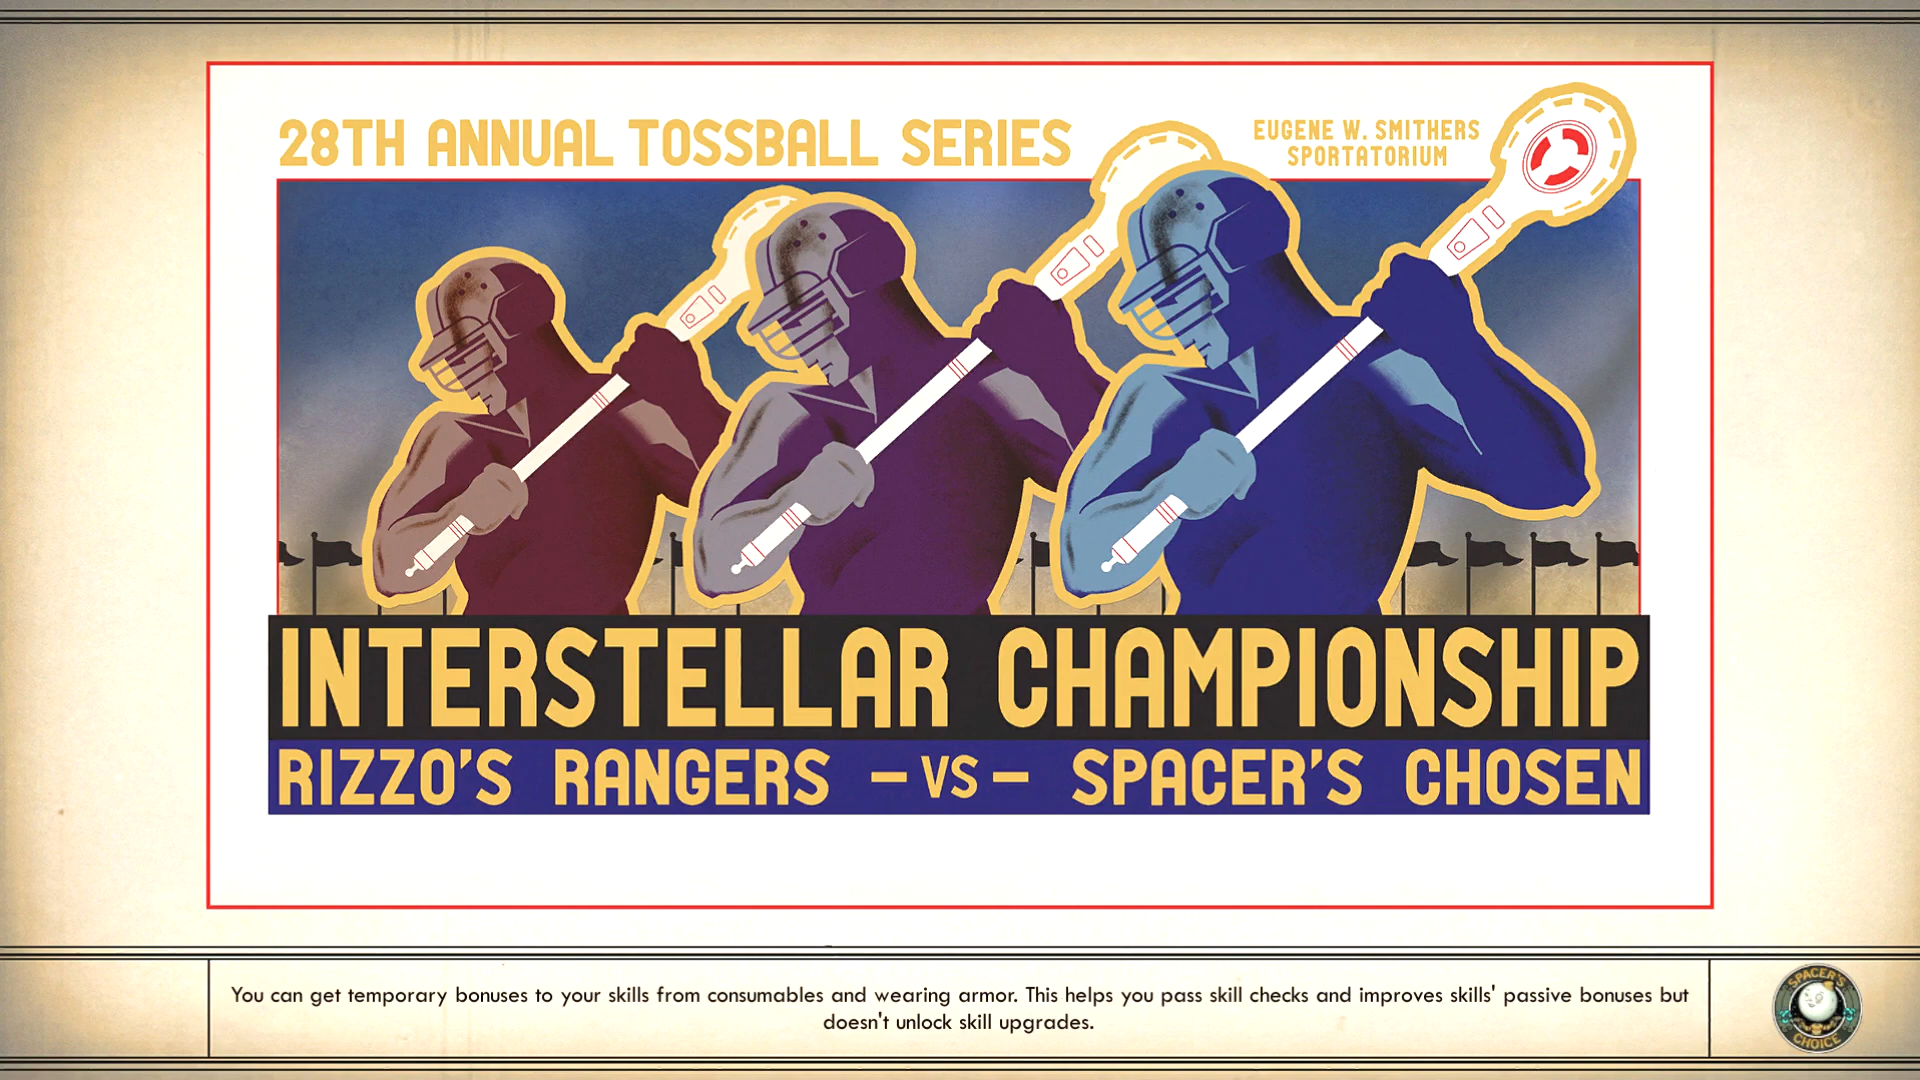 28TH ANNUAL TOSSBALL SERIES
EUGENE W. SMITHERS
SPORTATORIUM
INTERSTELLAR CHAMPIONSHIP
RIZZO'S RANGERS – VS – SPACER'S CHOSEN
You can get temporary bonuses to your skills from consumables and wearing armor. This helps you pass skill checks and improves skills' passive bonuses but
doesn't unlock skill upgrades.
SPACER'S
CHOICE